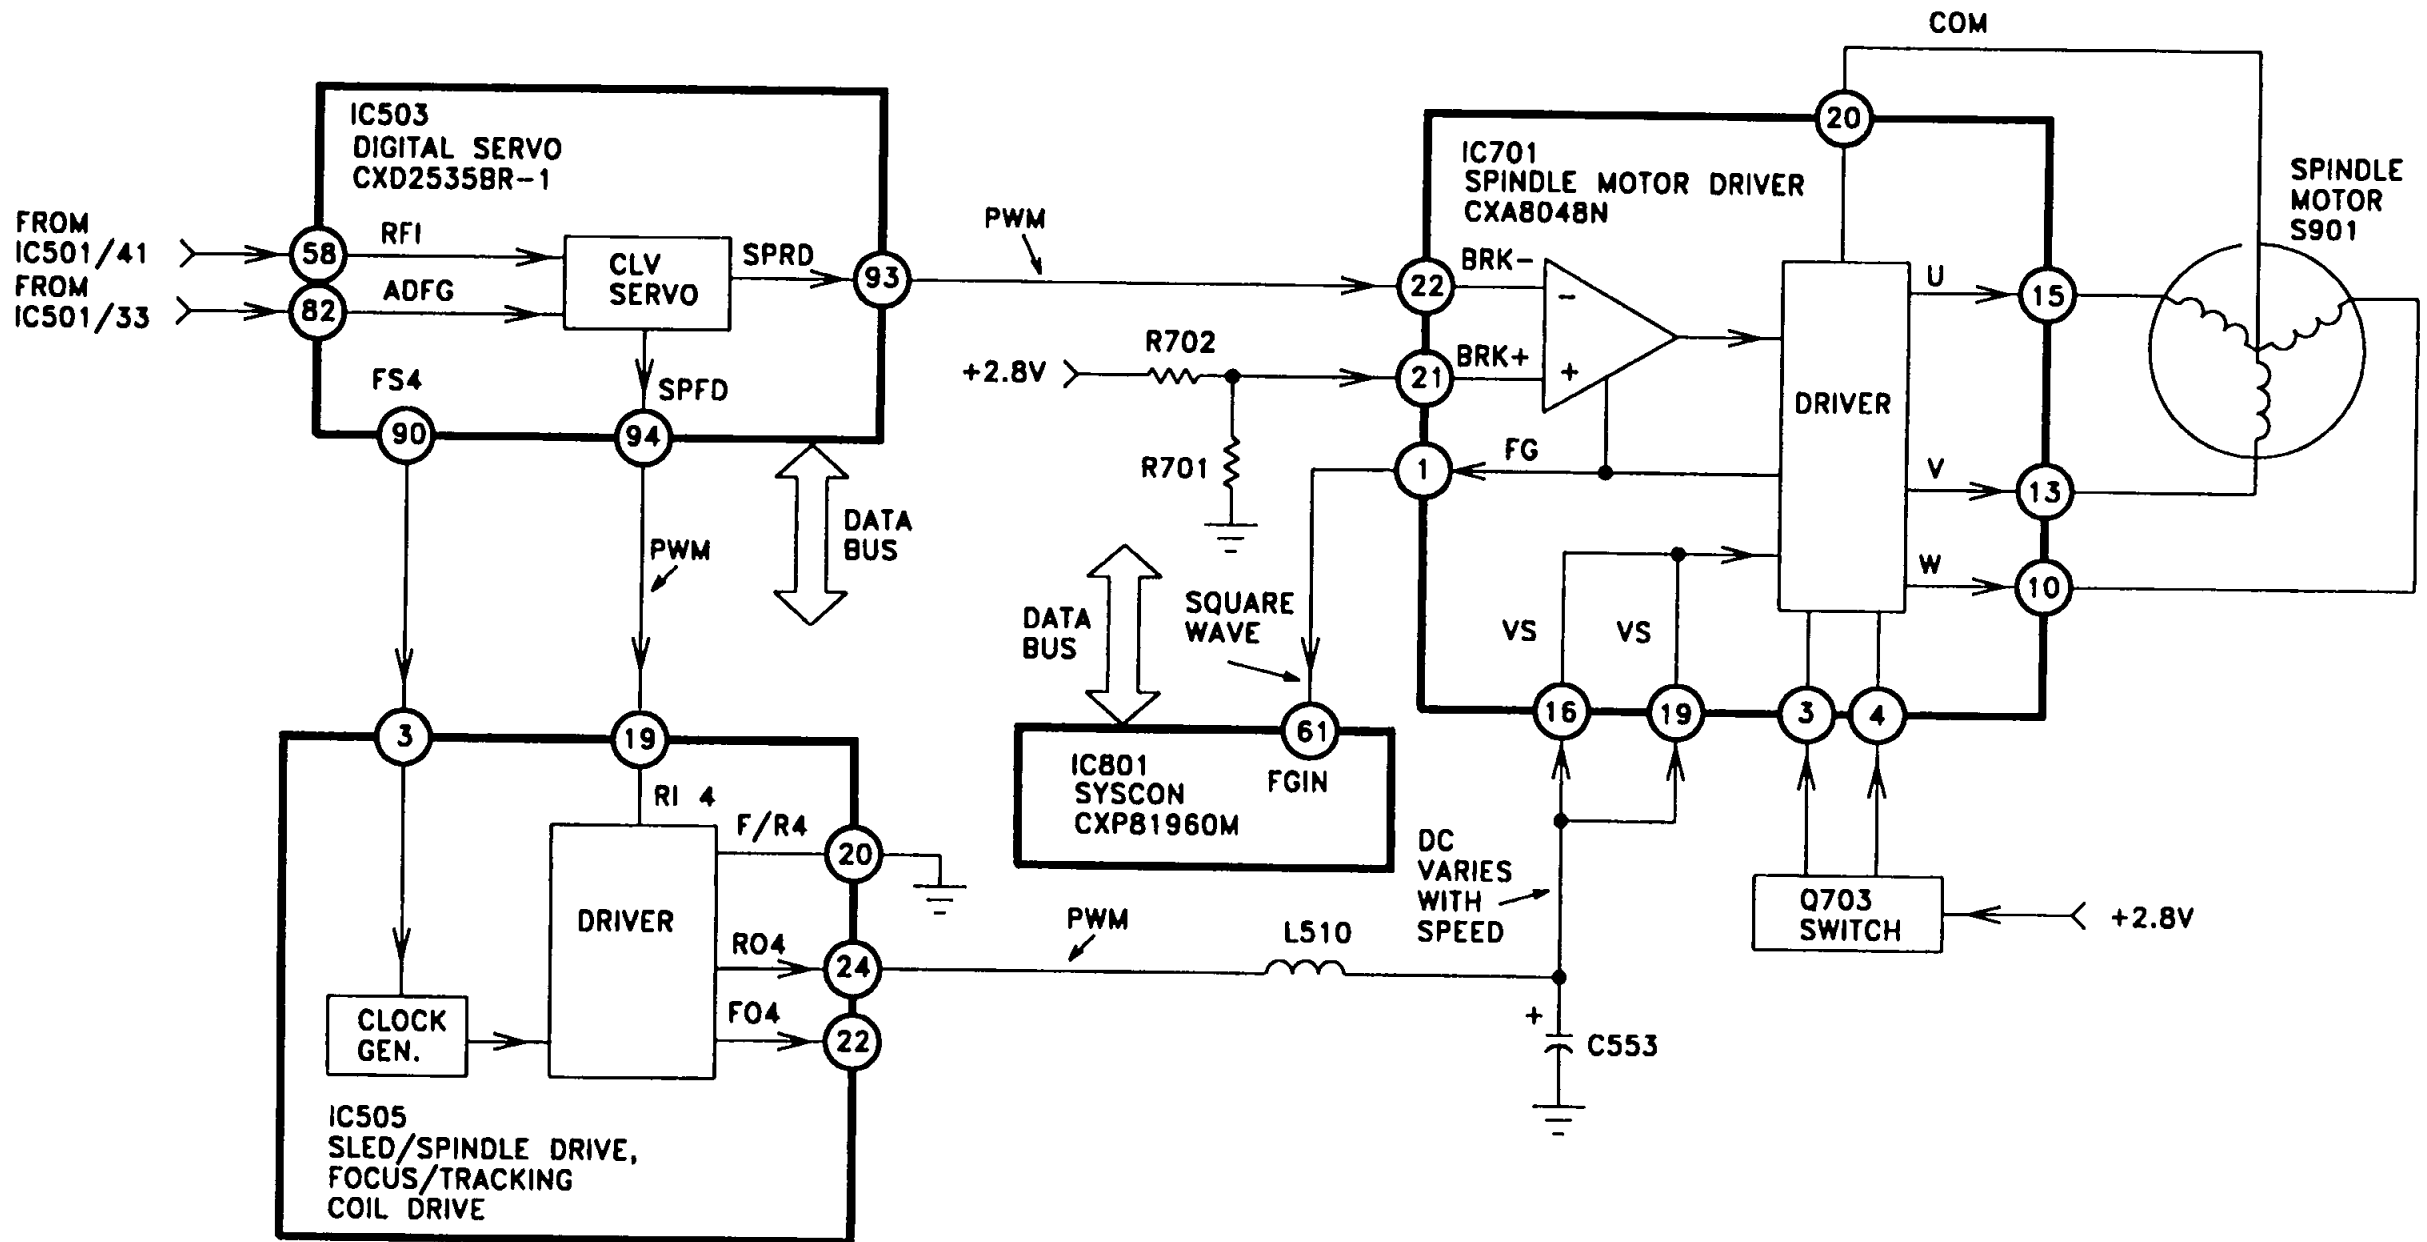 COM
IC503
DIGITAL SERVO
CXD2535BR-1
FROM
IC501/41
FROM
IC501/33
58
RFI
82
ADFG
CLV
SERVO
SPRD
93
SPFD
FS4
90
94
PWM
DATA
BUS
PWM
+2.8V
R702
R701
IC701
SPINDLE MOTOR DRIVER
CXA8048N
20
22
BRK-
21
BRK+
-
+
1
FG
DRIVER
U
15
V
13
W
10
VS
VS
16
19
3
4
SPINDLE
MOTOR
S901
DATA
BUS
SQUARE
WAVE
61
FGIN
IC801
SYSCON
CXP81960M
DC
VARIES
WITH
SPEED
Q703
SWITCH
+2.8V
3
19
RI 4
F/R4
20
DRIVER
RO4
24
FO4
22
CLOCK
GEN.
PWM
L510
+
C553
IC505
SLED/SPINDLE DRIVE,
FOCUS/TRACKING
COIL DRIVE